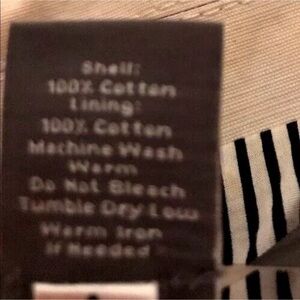 Shell:
100% Cotton
Lining:
100% Cotton
Machine Wash
Warm
Do Not Bleach
Tumble Dry Low
Warm Iron
If Needed